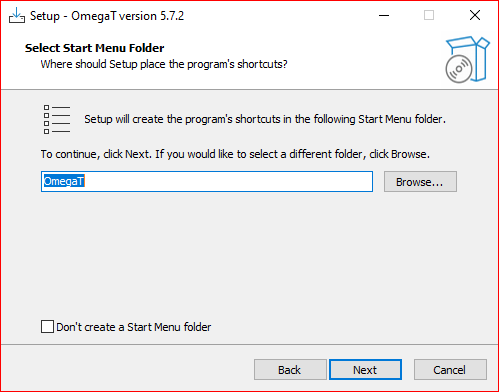 Setup - OmegaT version 5.7.2
Select Start Menu Folder
Where should Setup place the program's shortcuts?
Setup will create the program's shortcuts in the following Start Menu folder.
To continue, click Next. If you would like to select a different folder, click Browse.
OmegaT
Browse...
Don't create a Start Menu folder
Back
Next
Cancel